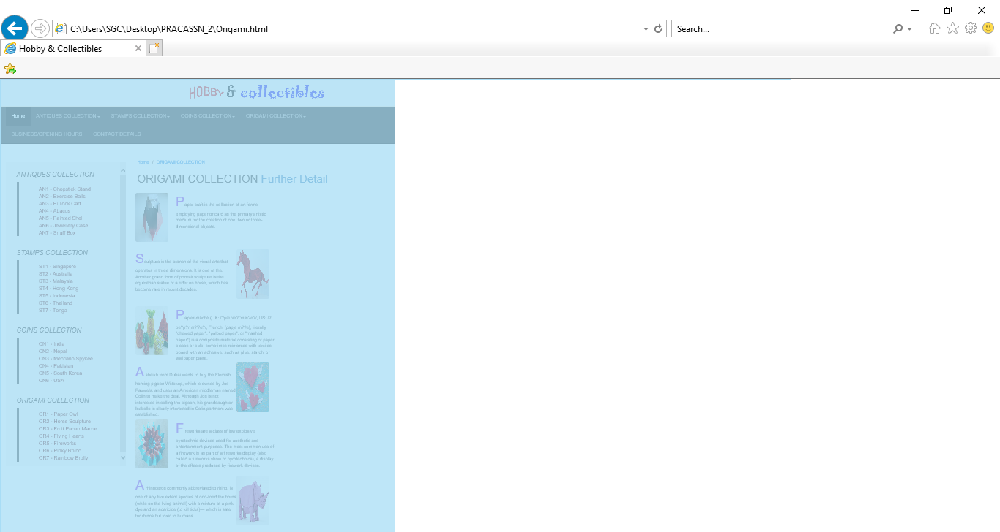 C:\Users\SGC\Desktop\PRACASSN_2\Origami.html
Search...
Hobby & Collectibles
HOBBY & collectibles
Home ANTIQUES COLLECTION STAMPS COLLECTION COINS COLLECTION ORIGAMI COLLECTION
BUSINESS/OPENING HOURS CONTACT DETAILS
Home / ORIGAMI COLLECTION
ANTIQUES COLLECTION
AN1 - Chopstick Stand
AN2 - Exercise Balls
AN3 - Bullock Cart
AN4 - Abacus
AN5 - Painted Shell
AN6 - Jewellery Case
AN7 - Snuff Box
STAMPS COLLECTION
ST1 - Singapore
ST2 - Australia
ST3 - Malaysia
ST4 - Hong Kong
ST5 - Indonesia
ST6 - Thailand
ST7 - Tonga
COINS COLLECTION
CN1 - India
CN2 - Nepal
CN3 - Meccano Spykee
CN4 - Pakistan
CN5 - South Korea
CN6 - USA
ORIGAMI COLLECTION
OR1 - Paper Owl
OR2 - Horse Sculpture
OR3 - Fruit Papier Mache
OR4 - Flying Hearts
OR5 - Fireworks
OR6 - Pinky Rhino
OR7 - Rainbow Brolly
ORIGAMI COLLECTION Further Detail
Paper craft is the collection of art forms
employing paper or card as the primary artistic
medium for the creation of one, two or three-
dimensional objects.
Sculpture is the branch of the visual arts that
operates in three dimensions. It is one of the
Another grand form of portrait sculpture is the
equestrian statue of a rider on horse, which has
become rare in recent decades.
Papier-mâché (UK: US:
French: literally
"chewed paper", "pulped paper", or "mashed
paper") is a composite material consisting of paper
pieces or pulp, sometimes reinforced with textiles,
bound with an adhesive, such as glue, starch, or
wallpaper paste.
A sheikh from Dubai wants to buy the Flemish
homing pigeon Wittekop, which is owned by Jos
Pauwels, and uses an American middleman named
Colin to make the deal. Although Jos is not
interested in selling the pigeon, his granddaughter
Isabelle is clearly interested in Colin pertinent was
established.
Fireworks are a class of low explosive
pyrotechnic devices used for aesthetic and
entertainment purposes. The most common use of
a firework is as part of a fireworks display (also
called a fireworks show or pyrotechnics), a display
of the effects produced by firework devices.
A rhinoceros commonly abbreviated to rhino, is
one of any five extant species of odd-toed the horns
(while on the living animal) with a mixture of a pink
dye and an acaricide (to kill ticks)— which is safe
for rhinos but toxic to humans